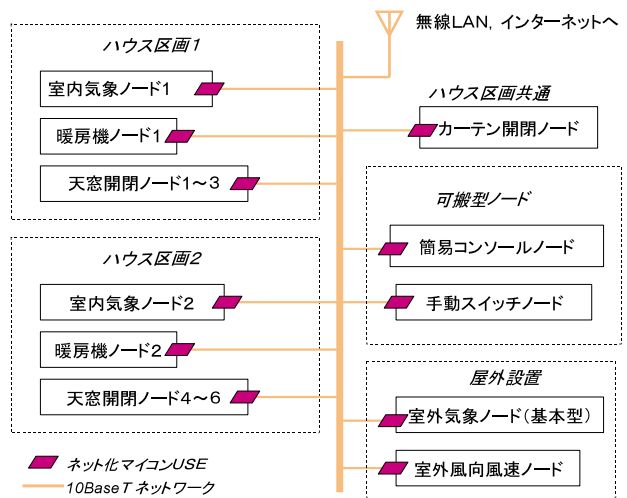 無線LAN，インターネットへ
ハウス区画1
室内気象ノード1
暖房機ノード1
天窓開閉ノード1～3
ハウス区画共通
カーテン開閉ノード
可搬型ノード
簡易コンソールノード
手動スイッチノード
ハウス区画2
室内気象ノード2
暖房機ノード2
天窓開閉ノード4～6
屋外設置
室外気象ノード(基本型)
室外風向風速ノード
ネット化マイコンUSE
10BaseT ネットワーク